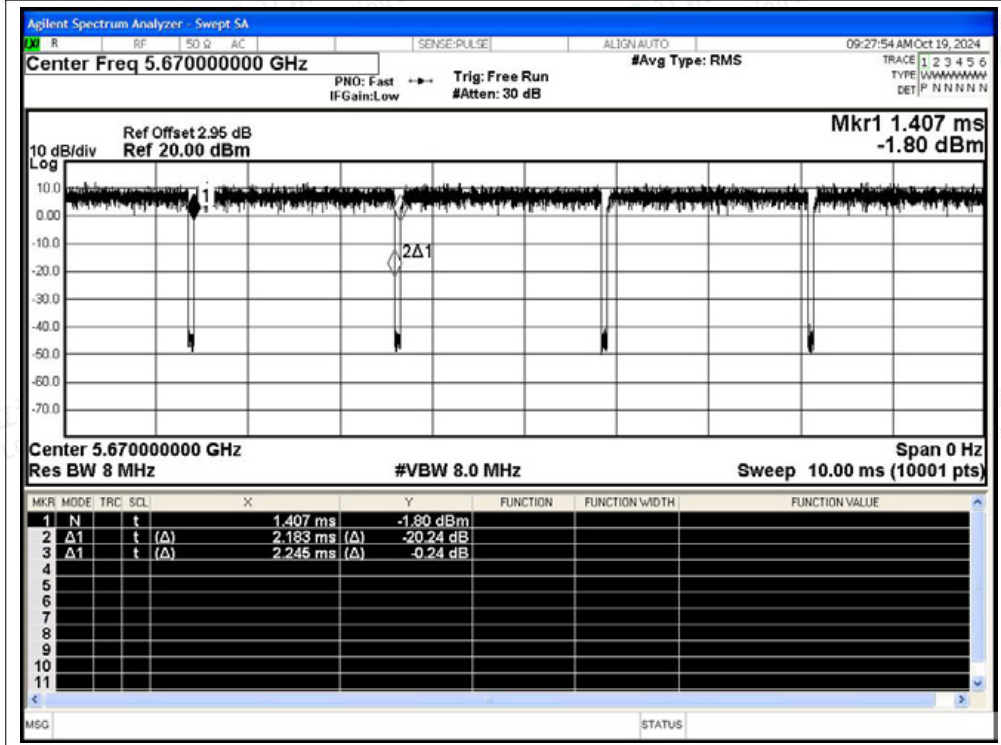 Agilent Spectrum Analyzer - Swept SA
LXI R RF 50 Ω AC SENSE:PULSE ALIGN AUTO 09:27:54 AM Oct 19, 2024
Center Freq 5.670000000 GHz #Avg Type: RMS TRACE 1 2 3 4 5 6
PNO: Fast Trig: Free Run TYPE WWWWWW
IFGain:Low #Atten: 30 dB DET P N N N N N
Mkr1 1.407 ms
Ref Offset 2.95 dB
10 dB/div Ref 20.00 dBm -1.80 dBm
Log
10.0
1
0.00
-10.0
2Δ1
-20.0
-30.0
-40.0
-50.0
-60.0
-70.0
Center 5.670000000 GHz Span 0 Hz
Res BW 8 MHz #VBW 8.0 MHz Sweep 10.00 ms (10001 pts)
MKR MODE TRC SCL X Y FUNCTION FUNCTION WIDTH FUNCTION VALUE
1 N t 1.407 ms -1.80 dBm
2 Δ1 t (Δ) 2.183 ms (Δ) -20.24 dB
3 Δ1 t (Δ) 2.245 ms (Δ) -0.24 dB
4
5
6
7
8
9
10
11
MSG STATUS